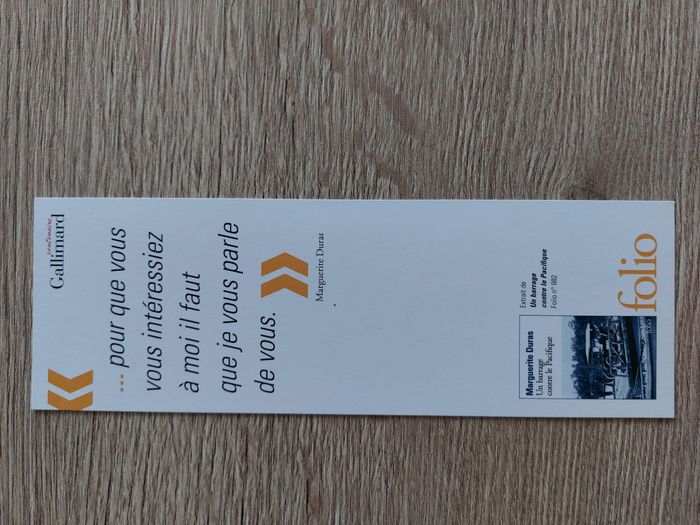 centenaire
Gallimard
«
... pour que vous
vous intéressiez
à moi il faut
que je vous parle
de vous. »
Marguerite Duras
Extrait de
Un barrage
contre le Pacifique
Folio n° 882
Marguerite Duras
Un barrage
contre le Pacifique
folio